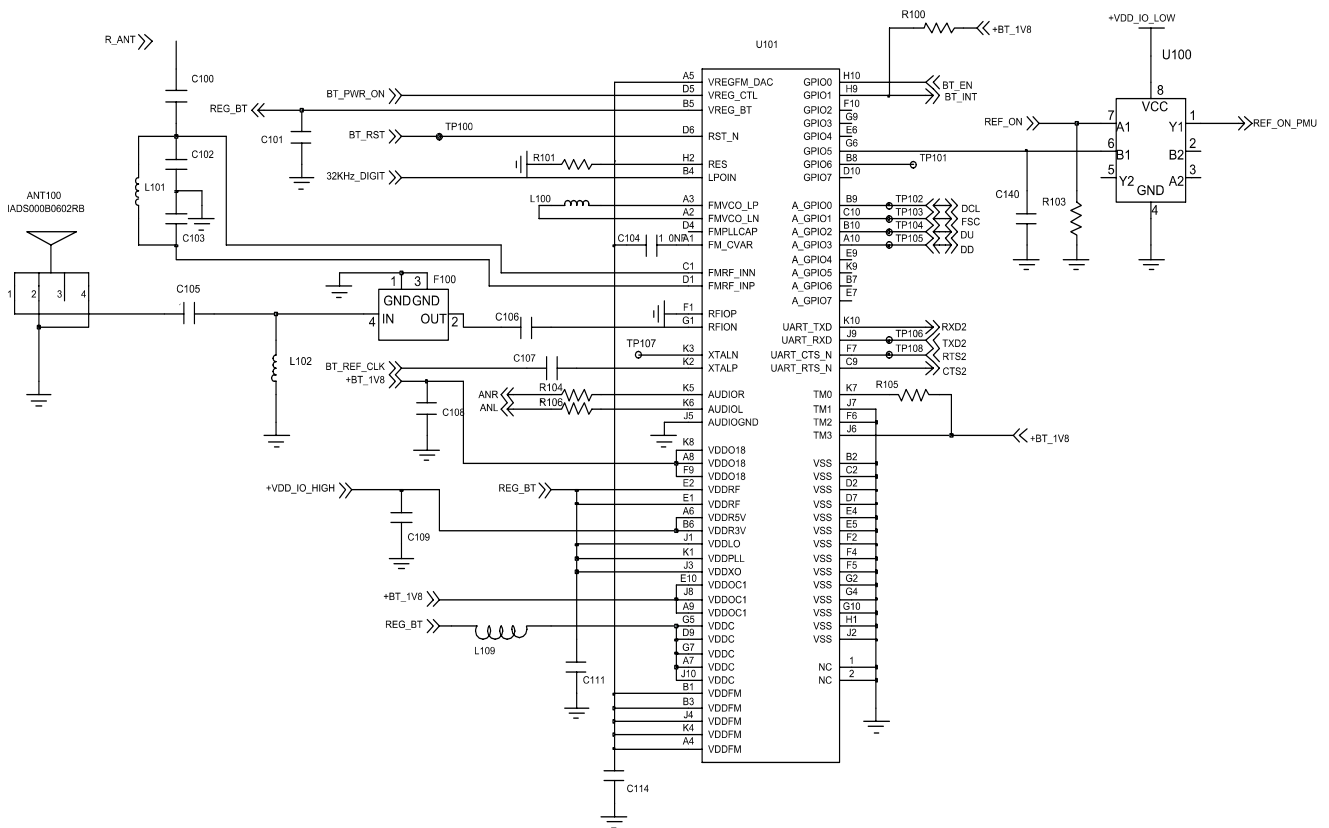 R_ANT
C100
REG_BT
C101
C102
L101
C103
ANT100
IADS000B0602RB
1 2 3 4
C105
L102
1 3
F100
GND GND
4 IN OUT 2
C106
BT_PWR_ON
BT_RST
TP100
R101
32KHz_DIGIT
L100
C104
1 0NF
TP107
C107
BT_REF_CLK
+BT_1V8
C108
ANR
ANL
R104
R106
+VDD_IO_HIGH
C109
REG_BT
+BT_1V8
REG_BT
L109
C111
C114
U101
A5 VREGFM_DAC
D5 VREG_CTL
B5 VREG_BT
D6 RST_N
H2 RES
B4 LPOIN
A3 FMVCO_LP
A2 FMVCO_LN
D4 FMPLLCAP
A1 FM_CVAR
C1 FMRF_INN
D1 FMRF_INP
F1 RFIOP
G1 RFION
K3 XTALN
K2 XTALP
K5 AUDIOR
K6 AUDIOL
J5 AUDIOGND
K8 VDDO18
A8 VDDO18
F9 VDDO18
E2 VDDRF
E1 VDDRF
A6 VDDR5V
B6 VDDR3V
J1 VDDLO
K1 VDDPLL
J3 VDDXO
E10 VDDOC1
J8 VDDOC1
A9 VDDOC1
G5 VDDC
D9 VDDC
G7 VDDC
A7 VDDC
J10 VDDC
B1 VDDFM
B3 VDDFM
J4 VDDFM
K4 VDDFM
A4 VDDFM
GPIO0 H10
GPIO1 H9
GPIO2 F10
GPIO3 G9
GPIO4 E6
GPIO5 G6
GPIO6 B8
GPIO7 D10
A_GPIO0 B9
A_GPIO1 C10
A_GPIO2 B10
A_GPIO3 A10
A_GPIO4 E9
A_GPIO5 K9
A_GPIO6 B7
A_GPIO7 E7
UART_TXD K10
UART_RXD J9
UART_CTS_N F7
UART_RTS_N C9
TM0 K7
TM1 J7
TM2 F6
TM3 J6
VSS B2
VSS C2
VSS D2
VSS D7
VSS E4
VSS E5
VSS F2
VSS F4
VSS F5
VSS G2
VSS G4
VSS G10
VSS H1
VSS J2
NC 1
NC 2
R100
+BT_1V8
BT_EN
BT_INT
TP101
TP102
DCL
TP103
FSC
TP104
DU
TP105
DD
RXD2
TP106
TXD2
TP108
RTS2
CTS2
R105
+BT_1V8
+VDD_IO_LOW
U100
8
VCC
REF_ON
7 A1 Y1 1
REF_ON_PMU
6 B1 B2 2
5 Y2 A2 3
GND
4
C140
R103